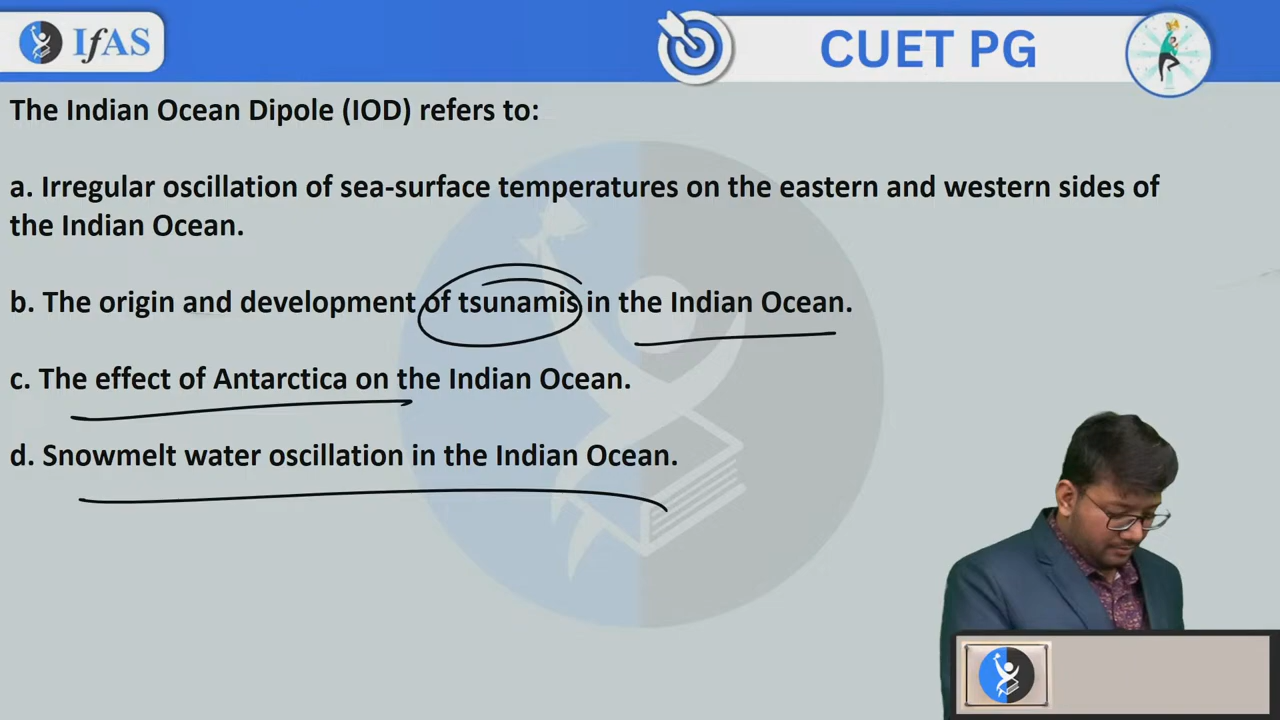 IfAS
CUET PG
The Indian Ocean Dipole (IOD) refers to:
a. Irregular oscillation of sea-surface temperatures on the eastern and western sides of
the Indian Ocean.
b. The origin and development of tsunamis in the Indian Ocean.
c. The effect of Antarctica on the Indian Ocean.
d. Snowmelt water oscillation in the Indian Ocean.